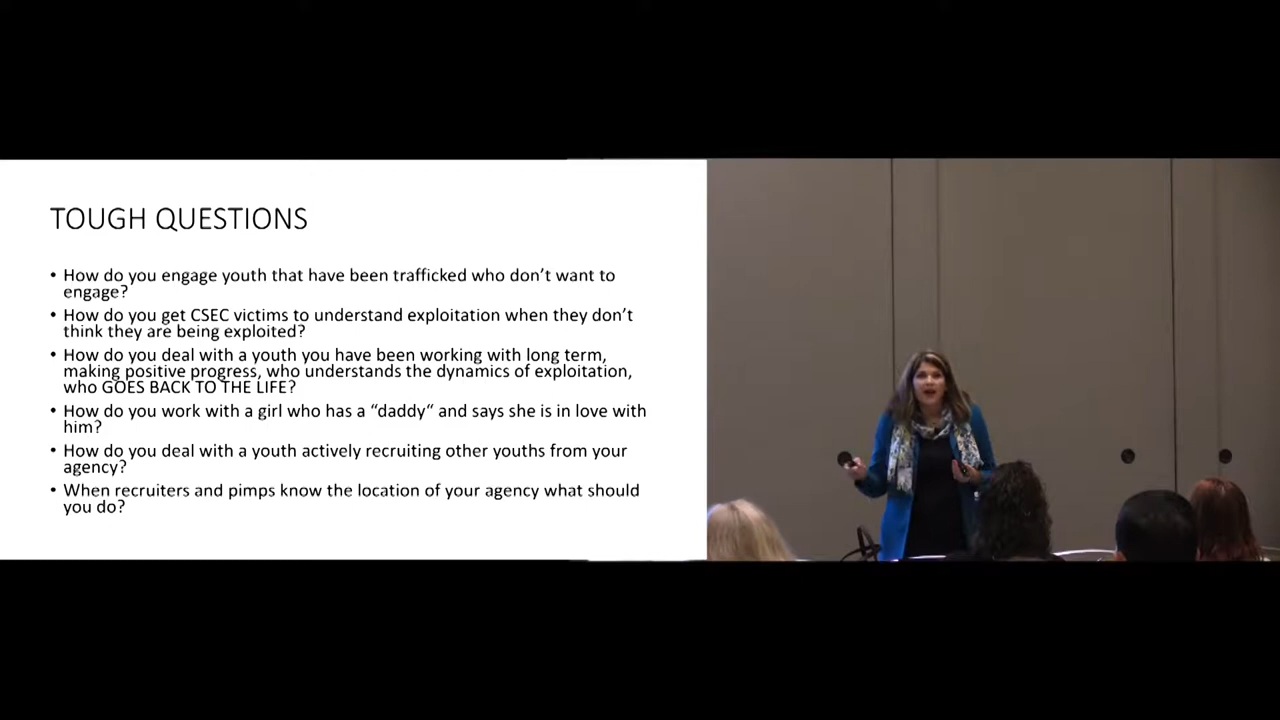 TOUGH QUESTIONS
• How do you engage youth that have been trafficked who don’t want to
engage?
• How do you get CSEC victims to understand exploitation when they don’t
think they are being exploited?
• How do you deal with a youth you have been working with long term,
making positive progress, who understands the dynamics of exploitation,
who GOES BACK TO THE LIFE?
• How do you work with a girl who has a “daddy” and says she is in love with
him?
• How do you deal with a youth actively recruiting other youths from your
agency?
• When recruiters and pimps know the location of your agency what should
you do?